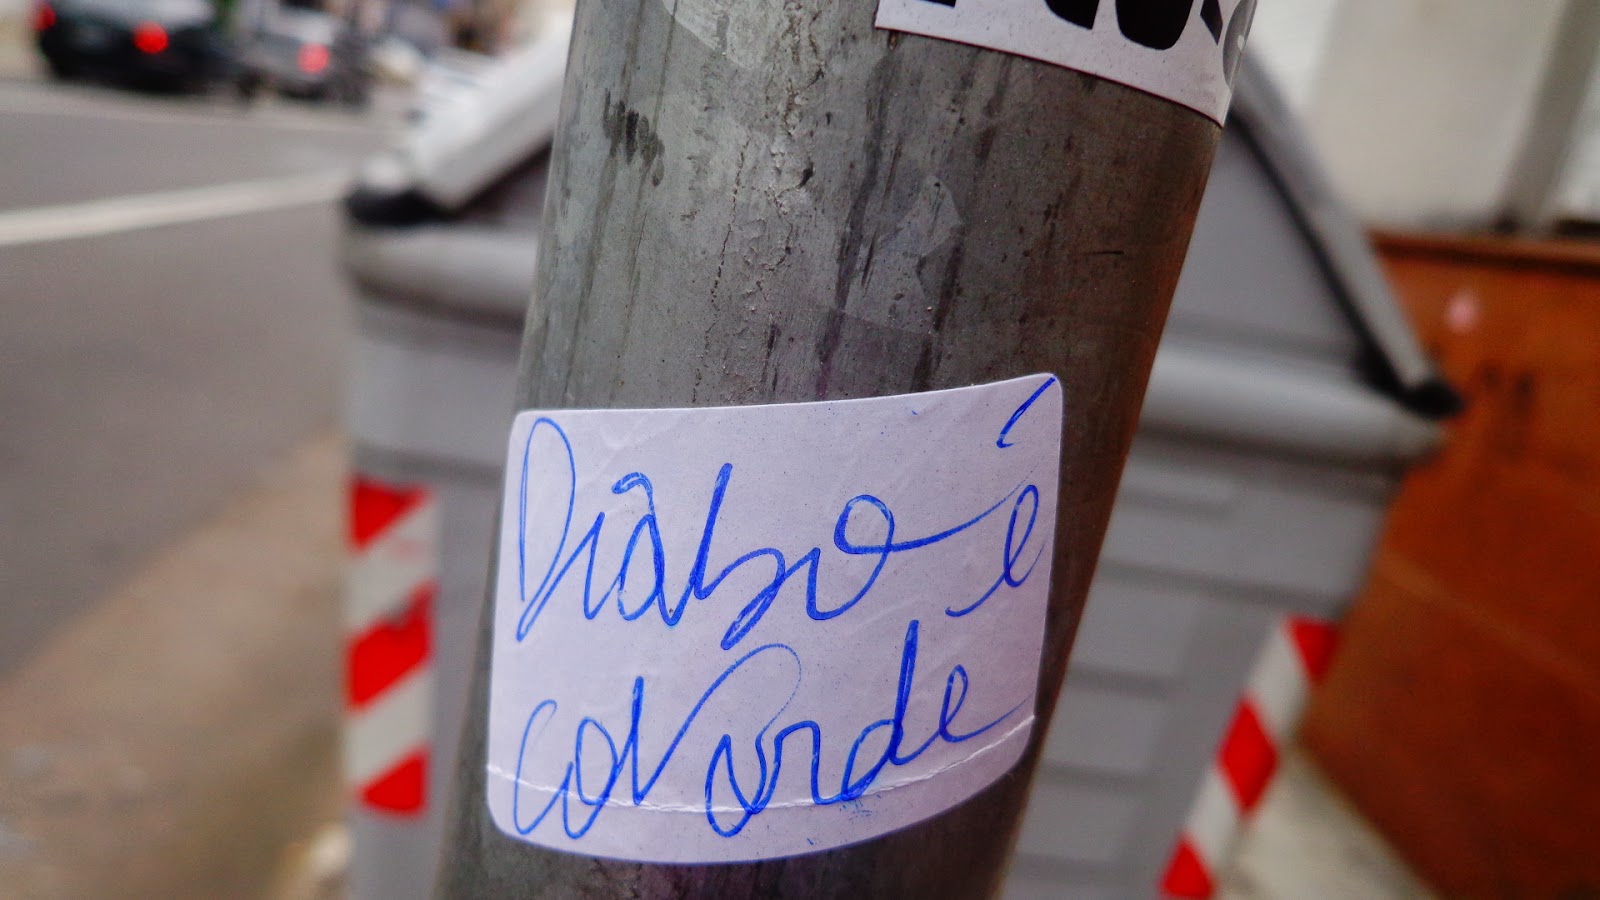 Diabo é
covarde